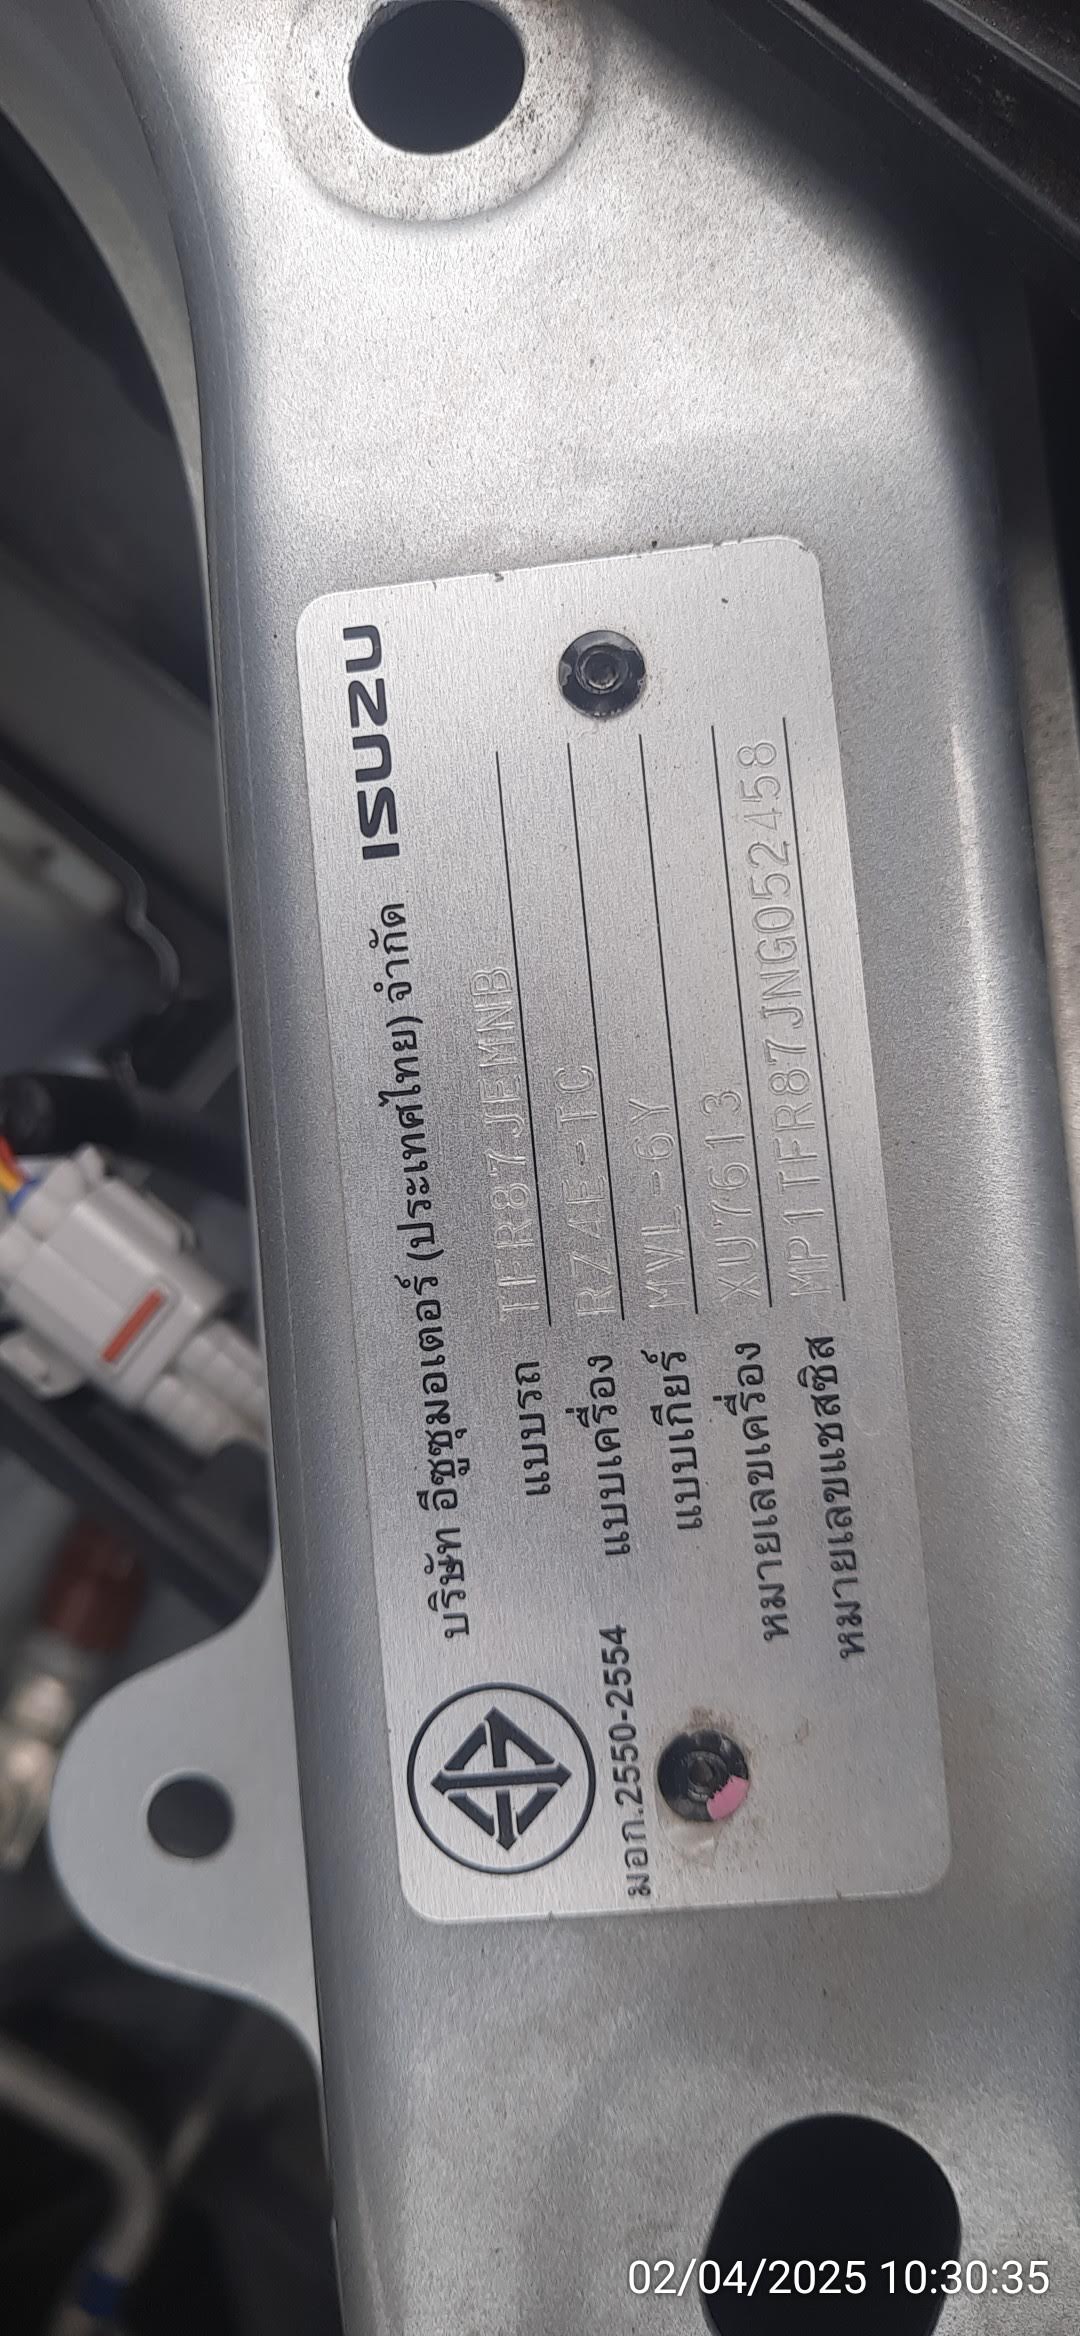 บริษัท อีซูซุมอเตอร์ (ประเทศไทย) จำกัด ISUZU
แบบรถ TFR87JEMNB
แบบเครื่อง RZ4E-TC
มอก.2550-2554
แบบเกียร์ MVL-6Y
หมายเลขเครื่อง XU7613
หมายเลขแชสซิส MP1TFR87JNG052458
02/04/2025 10:30:35